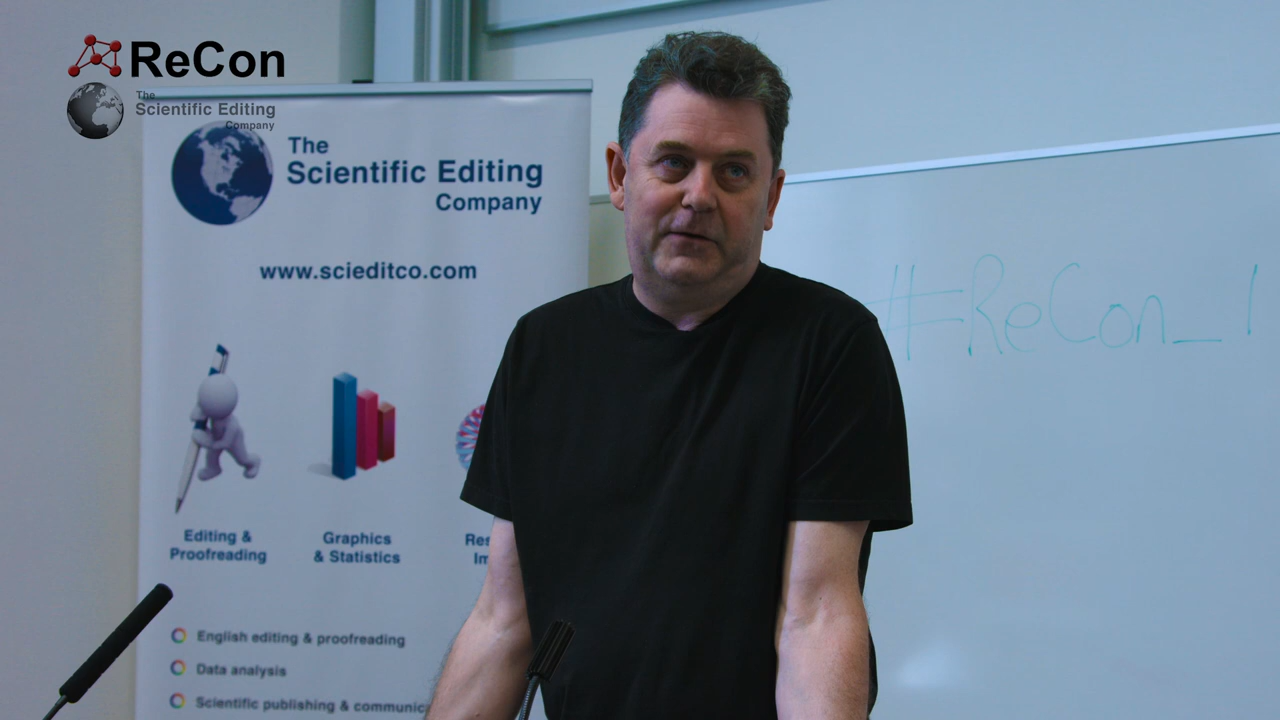 ReCon
The
Scientific Editing
Company
The
Scientific Editing
Company
www.scieditco.com
Editing &
Proofreading
Graphics
& Statistics
English editing & proofreading
Data analysis
Scientific publishing &
#ReCon_1